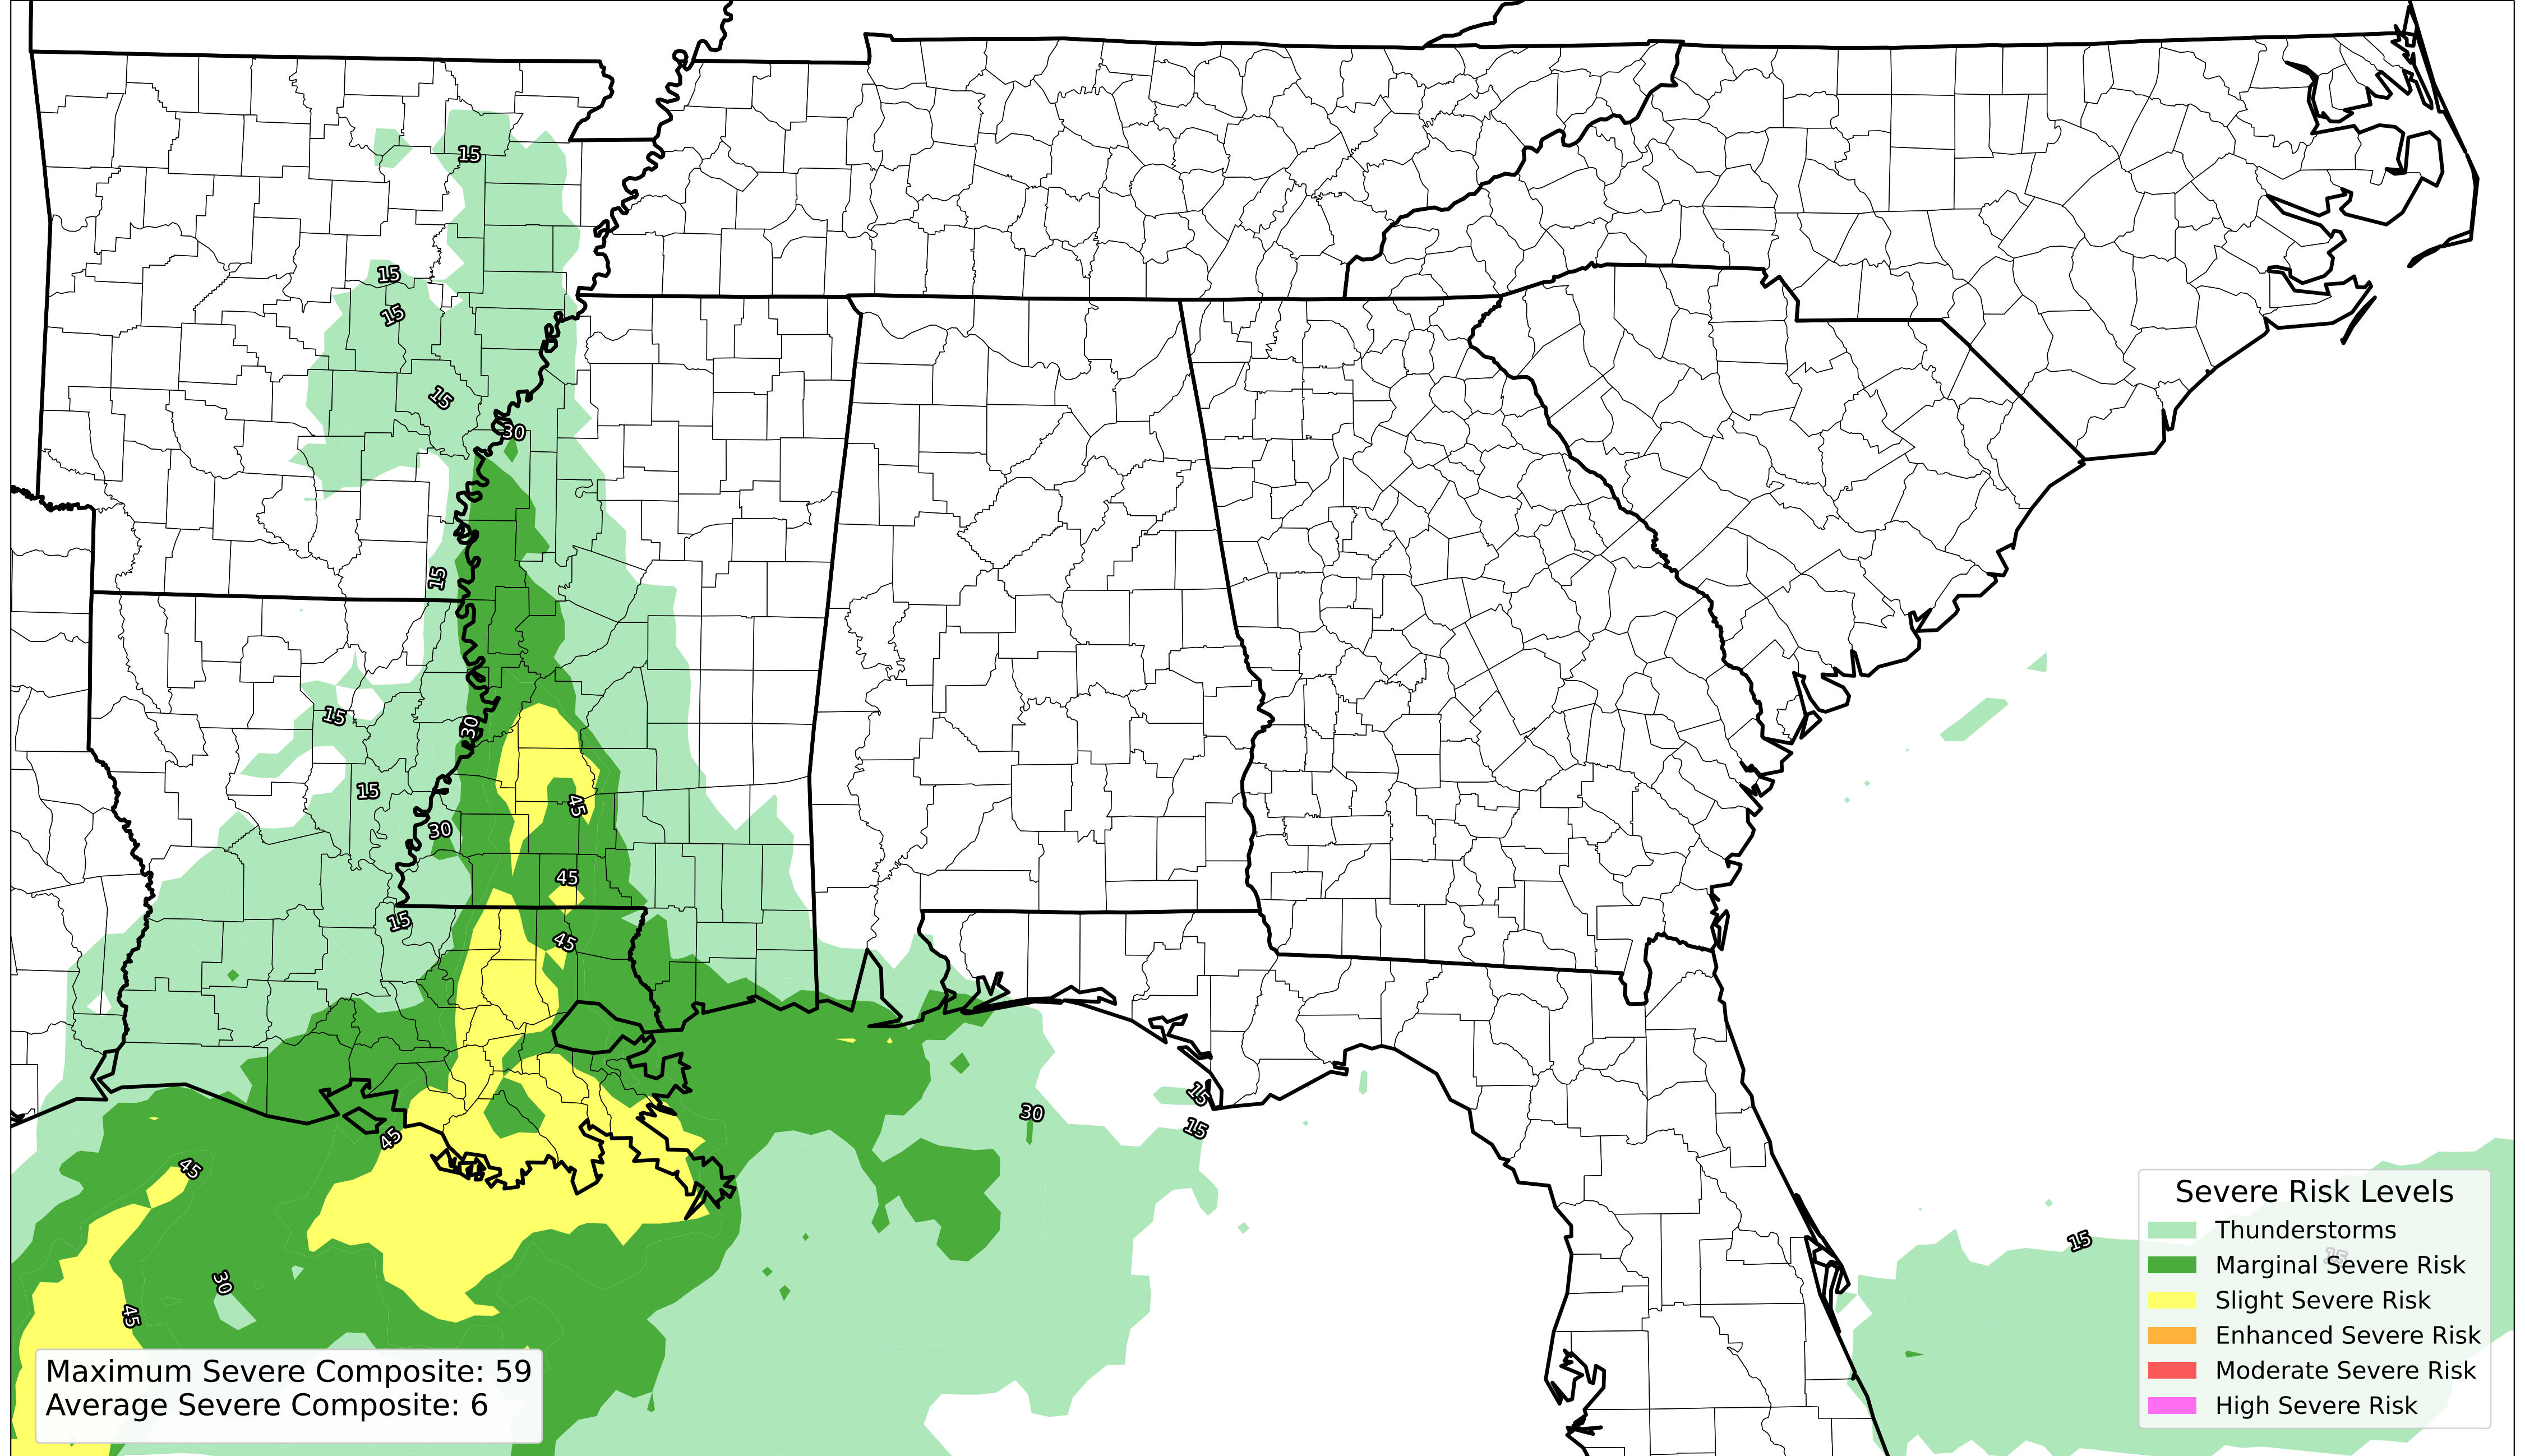 15
15
15
15
30
15
30
15
45
15
30
45
15
45
15
30
15
45
45
15
30
45
Severe Risk Levels
Thunderstorms
Marginal Severe Risk
Slight Severe Risk
Enhanced Severe Risk
Moderate Severe Risk
High Severe Risk
Maximum Severe Composite: 59
Average Severe Composite: 6